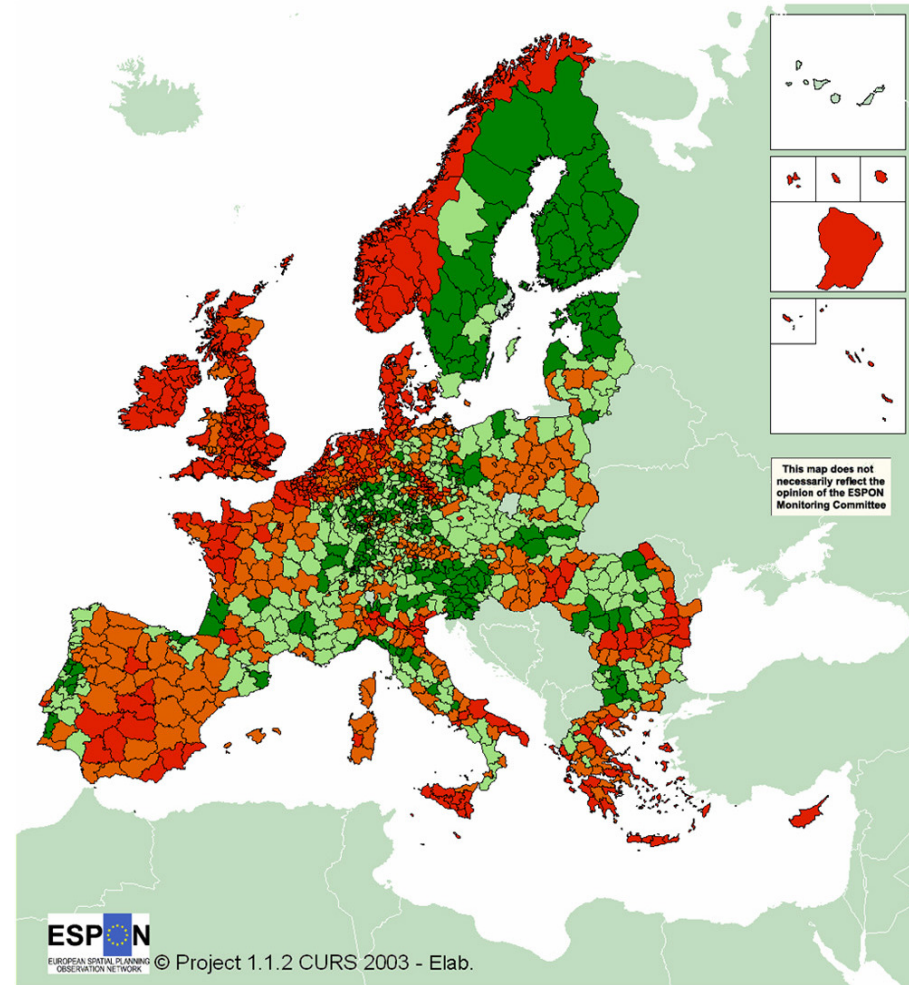 This map does not
necessarily reflect the
opinion of the ESPON
Monitoring Committee
ESPON
EUROPEAN SPATIAL PLANNING
OBSERVATION NETWORK
© Project 1.1.2 CURS 2003 - Elab.